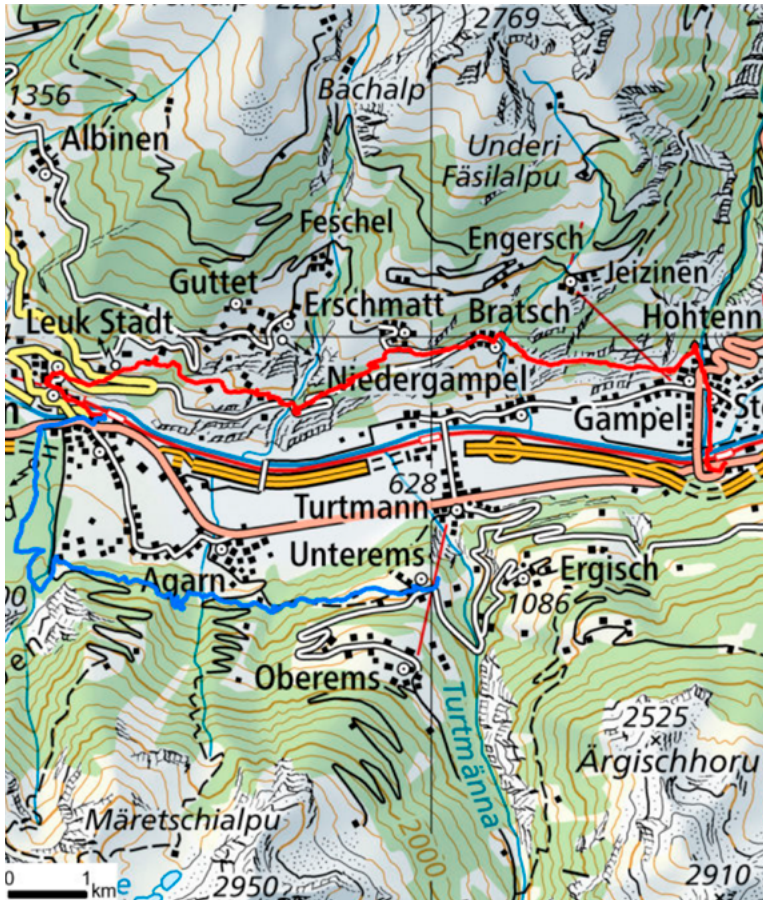 2769
Bachalp
1356
Albinen
Underi
Fäsilalpu
Feschel
Engersch
Guttet
Jeizinen
Erschmatt
Bratsch
Hohtenn
Leuk Stadt
Niedergampel
Gampel
628
Turtmann
Unterems
Agarn
Ergisch
1086
Oberems
Turtmänna
2525
Ärgischhoru
Märetschialpu
2000
2950
2910
0 1 km